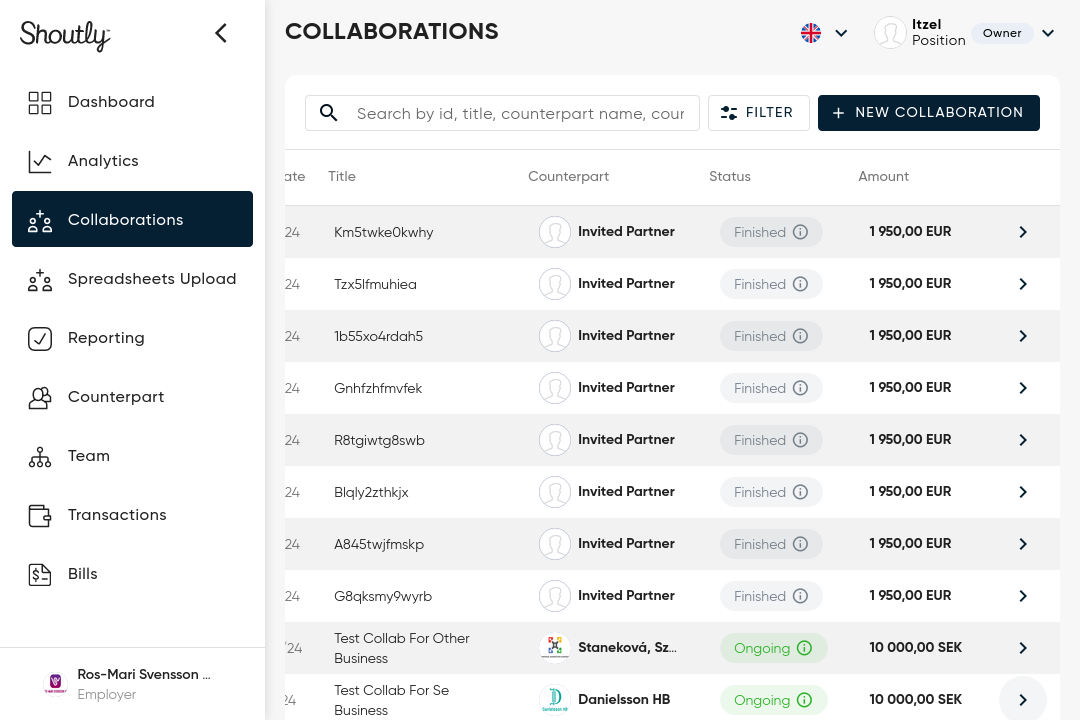 Shoutly
COLLABORATIONS
Itzel
Position
Owner
Dashboard
Analytics
Collaborations
Spreadsheets Upload
Reporting
Counterpart
Team
Transactions
Bills
Ros-Mari Svensson ...
Employer
Search by id, title, counterpart name, cour
FILTER
+ NEW COLLABORATION
ate Title Counterpart Status Amount
24 Km5twke0kwhy Invited Partner Finished 1 950,00 EUR
24 Tzx5lfmuhiea Invited Partner Finished 1 950,00 EUR
24 1b55xo4rdah5 Invited Partner Finished 1 950,00 EUR
24 Gnhfzhfmvfek Invited Partner Finished 1 950,00 EUR
24 R8tgiwtg8swb Invited Partner Finished 1 950,00 EUR
24 Blqly2zthkjx Invited Partner Finished 1 950,00 EUR
24 A845twjfmskp Invited Partner Finished 1 950,00 EUR
24 G8qksmy9wyrb Invited Partner Finished 1 950,00 EUR
/24 Test Collab For Other Business Staneková, Sz... Ongoing 10 000,00 SEK
24 Test Collab For Se Business Danielsson HB Ongoing 10 000,00 SEK